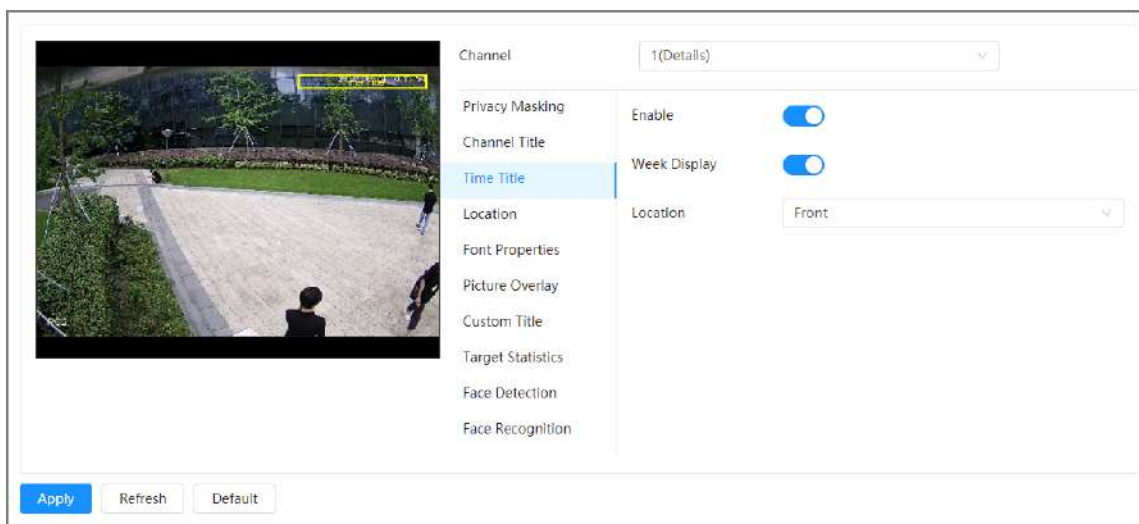 Channel
1(Details)
Privacy Masking
Channel Title
Time Title
Location
Font Properties
Picture Overlay
Custom Title
Target Statistics
Face Detection
Face Recognition
Enable
Week Display
Location
Front
Apply
Refresh
Default